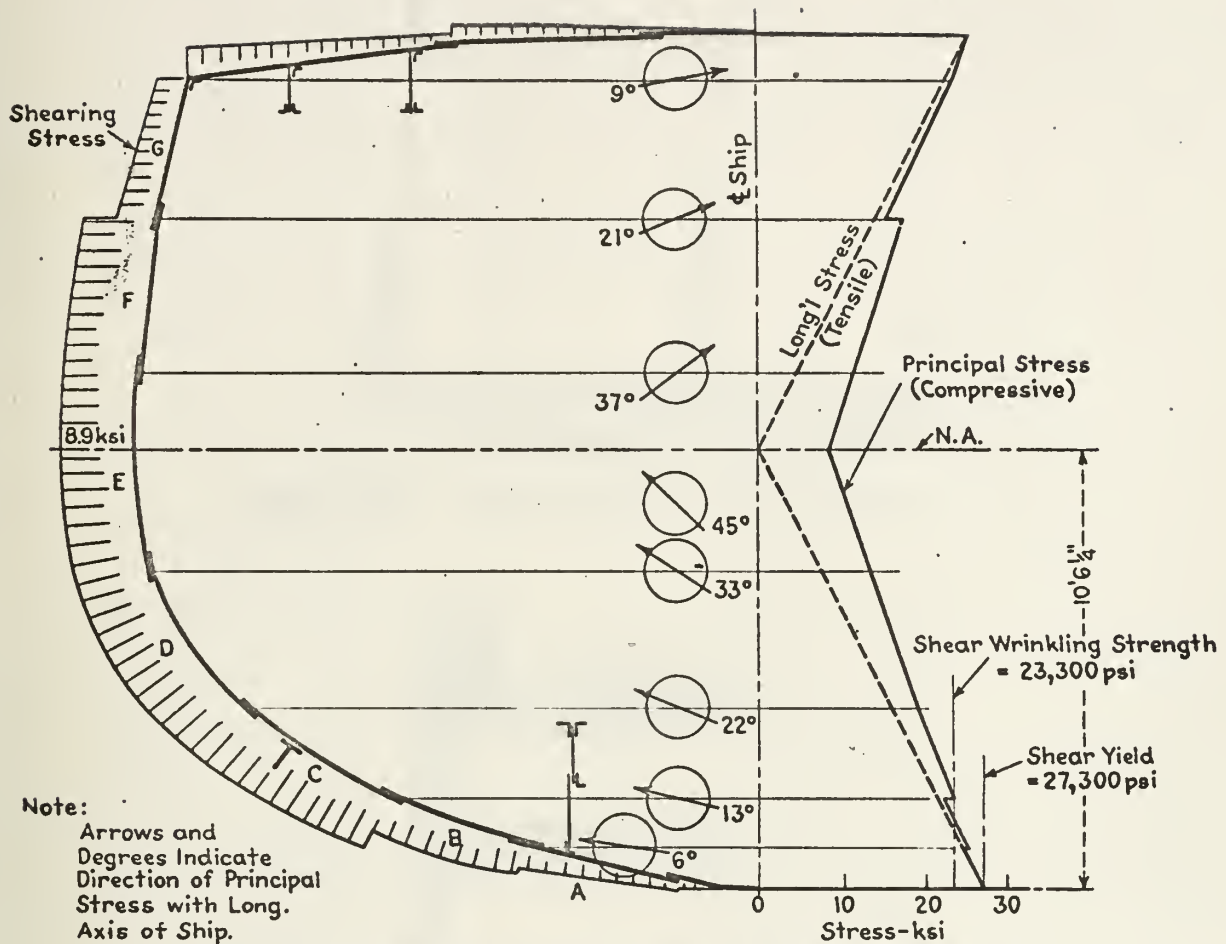 Shearing
Stress
G
F
8.9ksi
E
D
C
B
A
9°
21°
37°
45°
33°
22°
13°
6°
℄ Ship
Long'l Stress
(Tensile)
Principal Stress
(Compressive)
N.A.
10'6¼"
Shear Wrinkling Strength
= 23,300 psi
Shear Yield
= 27,300 psi
0 10 20 30
Stress-ksi
Note:
Arrows and
Degrees Indicate
Direction of Principal
Stress with Long.
Axis of Ship.